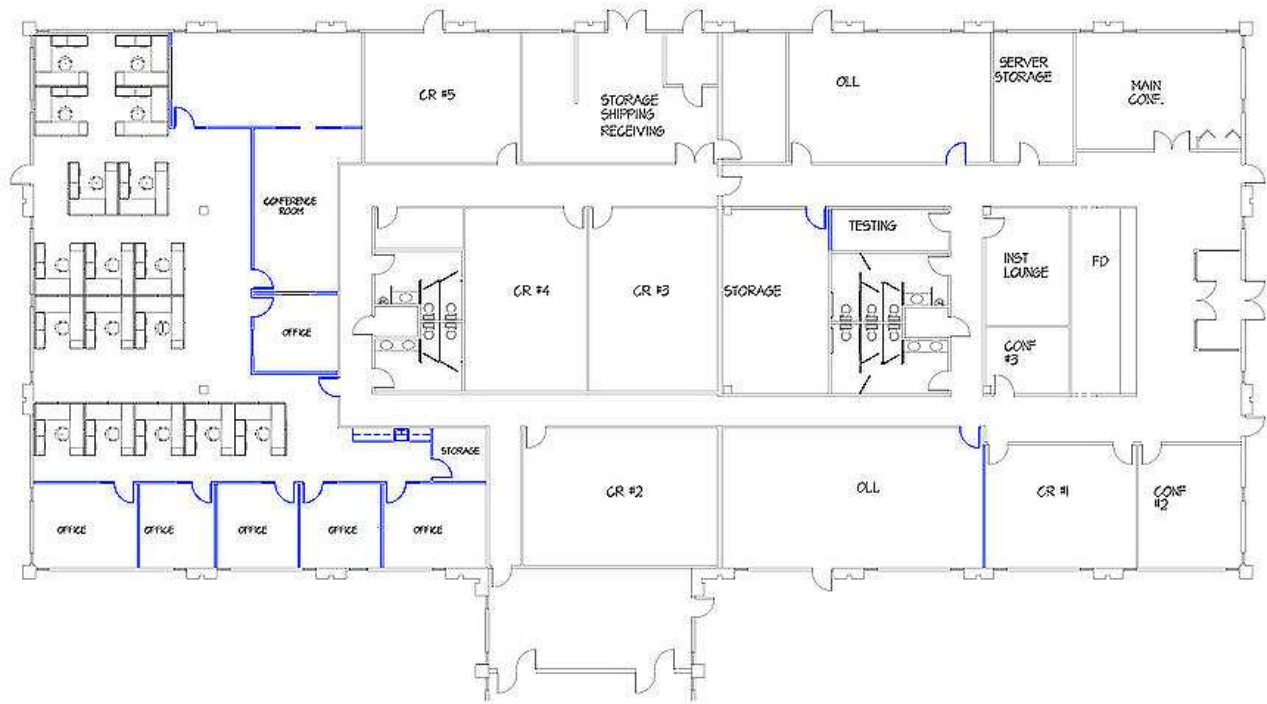 CR #5
STORAGE
SHIPPING
RECEIVING
OLL
SERVER
STORAGE
MAIN
CONF.
CONFERENCE
ROOM
TESTING
CR #4
CR #3
STORAGE
INST
LOUNGE
FD
OFFICE
CONF
#3
STORAGE
CR #2
OLL
CR #1
CONF
#2
OFFICE
OFFICE
OFFICE
OFFICE
OFFICE